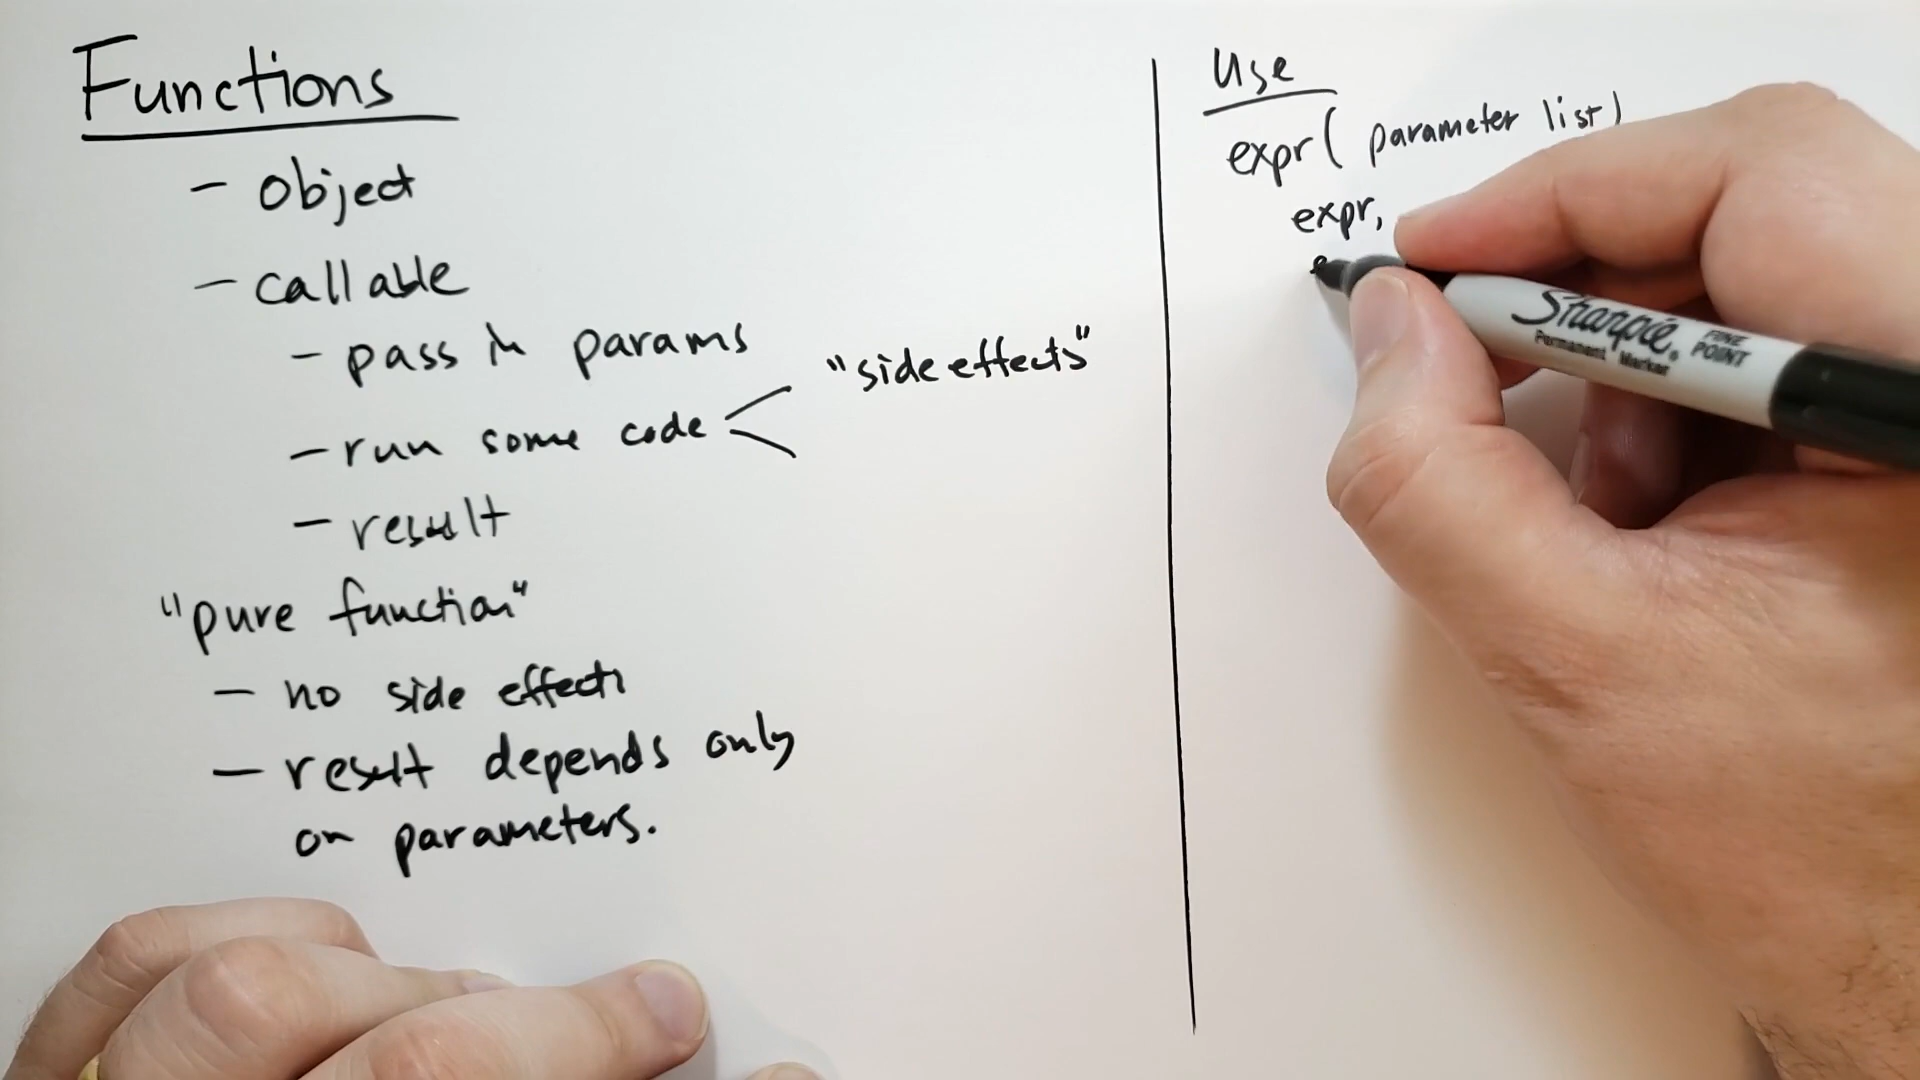 Functions
- object
- callable
- pass in params
"side effects"
- run some code
- result
"pure function"
- no side effects
- result depends only
on parameters.
Use
expr( parameter list)
expr,
e
Sharpie.
FINE
POINT
Permanent Marker